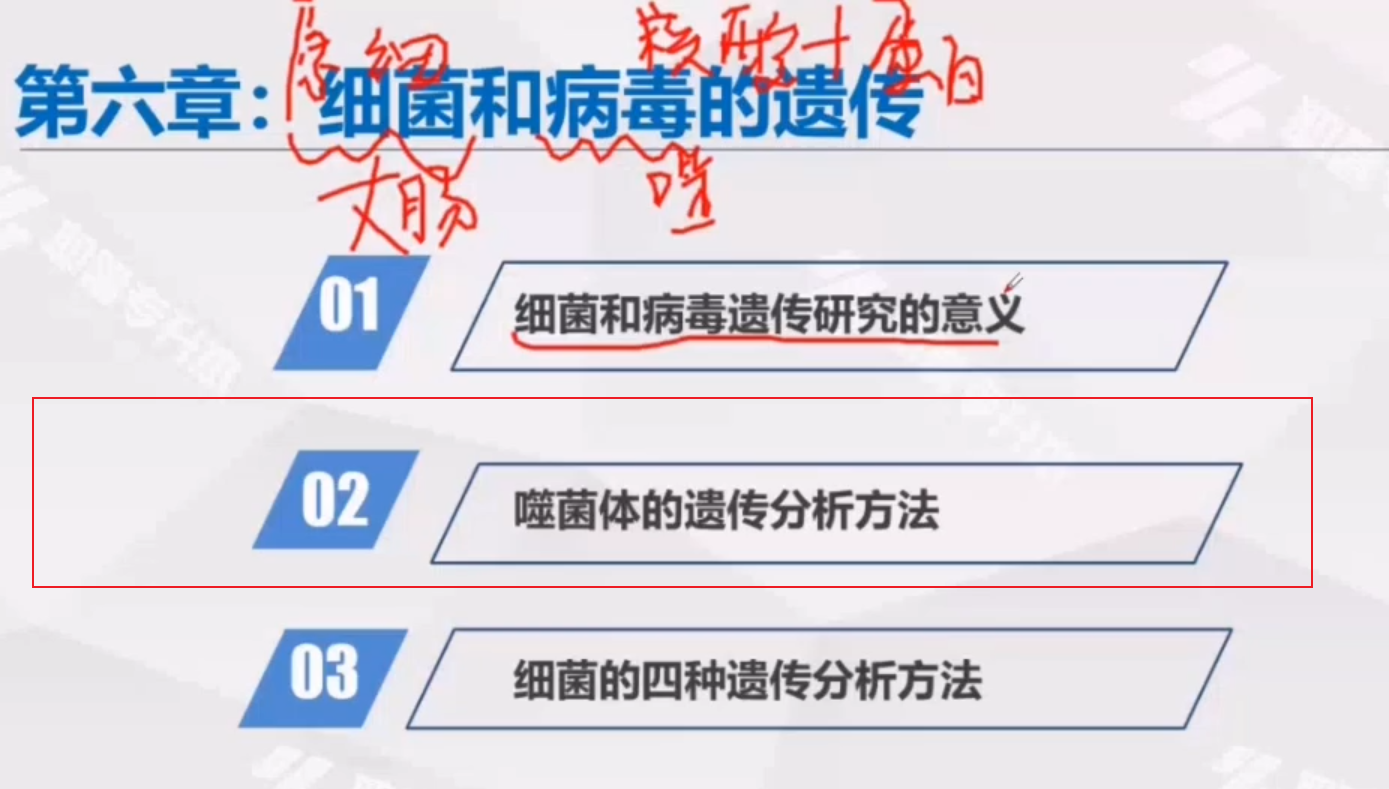 原细 核酸+蛋白
第六章：细菌和病毒的遗传
大肠 噬
01 细菌和病毒遗传研究的意义
02 噬菌体的遗传分析方法
03 细菌的四种遗传分析方法